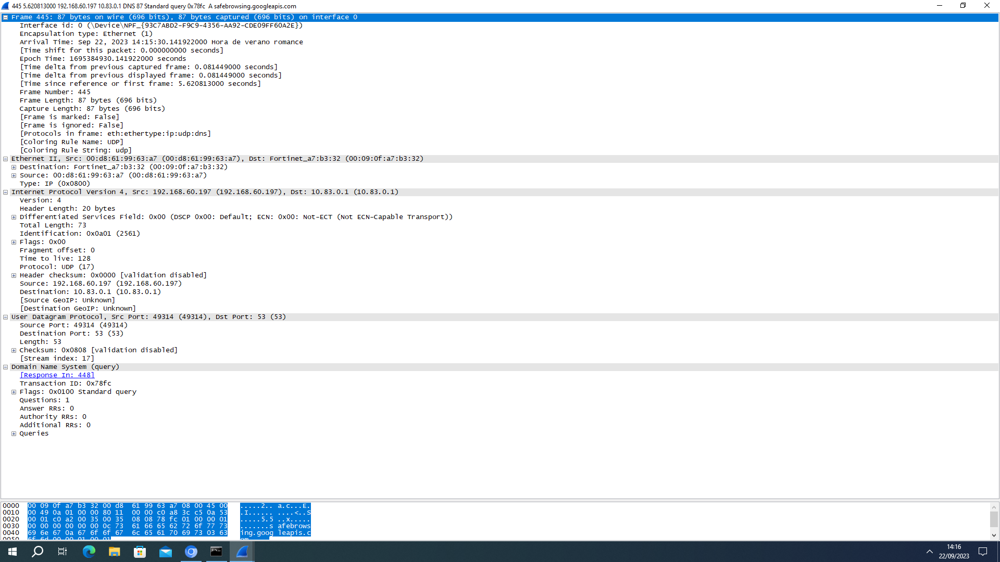 445 5.620813000 192.168.60.197 10.83.0.1 DNS 87 Standard query 0x78fc  A safebrowsing.googleapis.com
Frame 445: 87 bytes on wire (696 bits), 87 bytes captured (696 bits) on interface 0
Interface id: 0 (\Device\NPF_{93C7ABD2-F9C9-4356-AA92-CDE09FF60A2E})
Encapsulation type: Ethernet (1)
Arrival Time: Sep 22, 2023 14:15:30.141922000 Hora de verano romance
[Time shift for this packet: 0.000000000 seconds]
Epoch Time: 1695384930.141922000 seconds
[Time delta from previous captured frame: 0.081449000 seconds]
[Time delta from previous displayed frame: 0.081449000 seconds]
[Time since reference or first frame: 5.620813000 seconds]
Frame Number: 445
Frame Length: 87 bytes (696 bits)
Capture Length: 87 bytes (696 bits)
[Frame is marked: False]
[Frame is ignored: False]
[Protocols in frame: eth:ethertype:ip:udp:dns]
[Coloring Rule Name: UDP]
[Coloring Rule String: udp]
Ethernet II, Src: 00:d8:61:99:63:a7 (00:d8:61:99:63:a7), Dst: Fortinet_a7:b3:32 (00:09:0f:a7:b3:32)
Destination: Fortinet_a7:b3:32 (00:09:0f:a7:b3:32)
Source: 00:d8:61:99:63:a7 (00:d8:61:99:63:a7)
Type: IP (0x0800)
Internet Protocol Version 4, Src: 192.168.60.197 (192.168.60.197), Dst: 10.83.0.1 (10.83.0.1)
Version: 4
Header Length: 20 bytes
Differentiated Services Field: 0x00 (DSCP 0x00: Default; ECN: 0x00: Not-ECT (Not ECN-Capable Transport))
Total Length: 73
Identification: 0x0a01 (2561)
Flags: 0x00
Fragment offset: 0
Time to live: 128
Protocol: UDP (17)
Header checksum: 0x0000 [validation disabled]
Source: 192.168.60.197 (192.168.60.197)
Destination: 10.83.0.1 (10.83.0.1)
[Source GeoIP: Unknown]
[Destination GeoIP: Unknown]
User Datagram Protocol, Src Port: 49314 (49314), Dst Port: 53 (53)
Source Port: 49314 (49314)
Destination Port: 53 (53)
Length: 53
Checksum: 0x0808 [validation disabled]
[Stream index: 17]
Domain Name System (query)
[Response In: 448]
Transaction ID: 0x78fc
Flags: 0x0100 Standard query
Questions: 1
Answer RRs: 0
Authority RRs: 0
Additional RRs: 0
Queries
0000  00 09 0f a7 b3 32 00 d8  61 99 63 a7 08 00 45 00   .....2.. a.c...E.
0010  00 49 0a 01 00 00 80 11  00 00 c0 a8 3c c5 0a 53   .I...... ....<..S
0020  00 01 c0 a2 00 35 00 35  08 08 78 fc 01 00 00 01   .....5.5 ..x.....
0030  00 00 00 00 00 00 0c 73  61 66 65 62 72 6f 77 73   .......s afebrows
0040  69 6e 67 0a 67 6f 6f 67  6c 65 61 70 69 73 03 63   ing.goog leapis.c
0050  6f 6d 00 00 01 00 01   om.....
14:16
22/09/2023